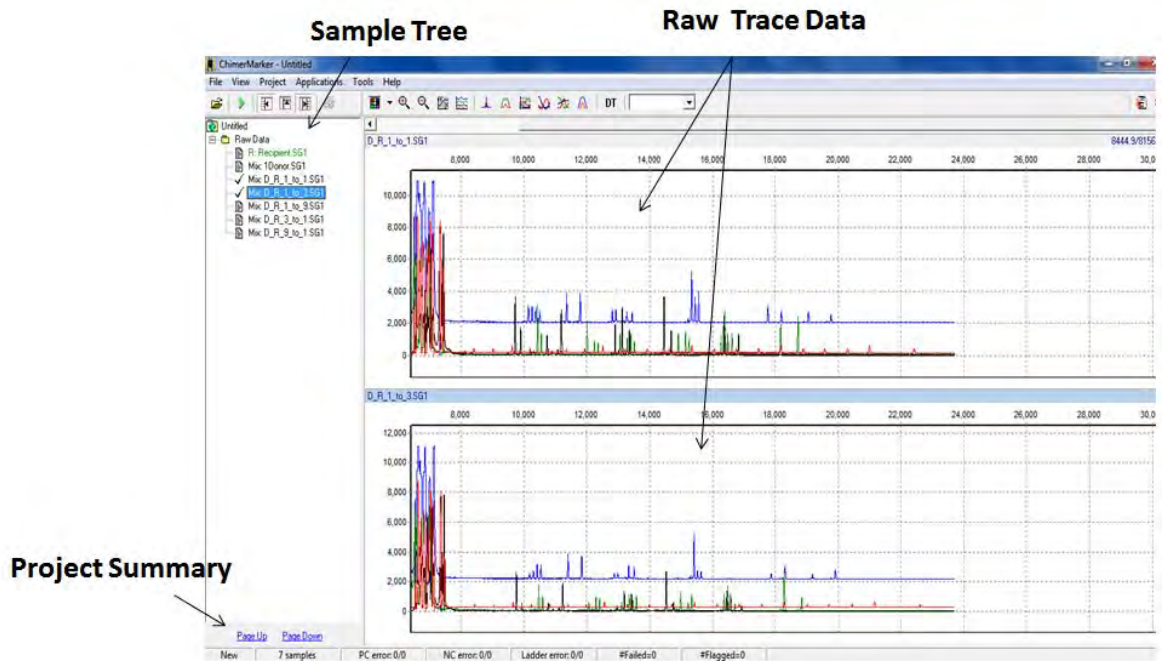 Sample Tree
Raw Trace Data
ChimerMarker - Untitled
File View Project Applications Tools Help
DT
Untitled
Raw Data
R: Recipient.SG1
Mix: 1Donor.SG1
Mix: D_R_1_to_1.SG1
Mix: D_R_1_to_3.SG1
Mix: D_R_1_to_9.SG1
Mix: D_R_3_to_1.SG1
Mix: D_R_9_to_1.SG1
D_R_1_to_1.SG1 8444.9/8156
8,000 10,000 12,000 14,000 16,000 18,000 20,000 22,000 24,000 26,000 28,000 30,0
10,000
8,000
6,000
4,000
2,000
0
D_R_1_to_3.SG1
8,000 10,000 12,000 14,000 16,000 18,000 20,000 22,000 24,000 26,000 28,000 30,0
12,000
10,000
8,000
6,000
4,000
2,000
0
Project Summary
Page Up Page Down
New 7 samples PC error: 0/0 NC error: 0/0 Ladder error: 0/0 #Failed=0 #Flagged=0